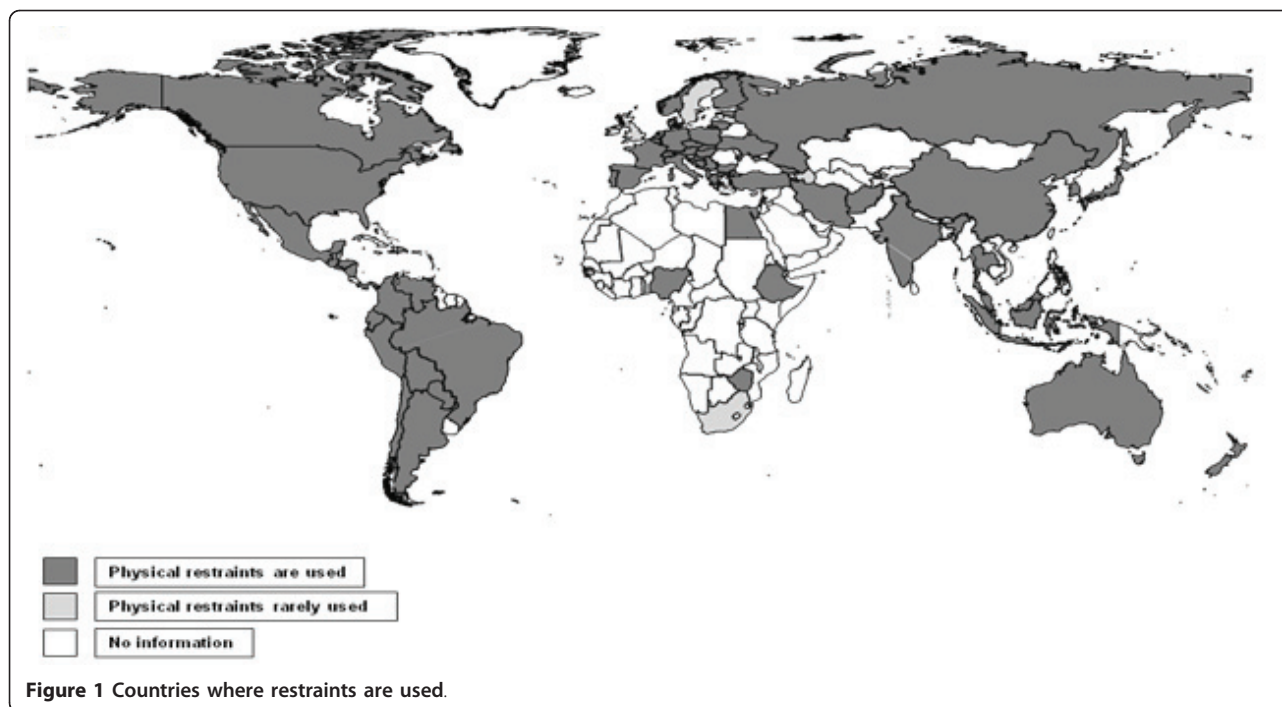 Physical restraints are used
Physical restraints rarely used
No information
Figure 1 Countries where restraints are used.